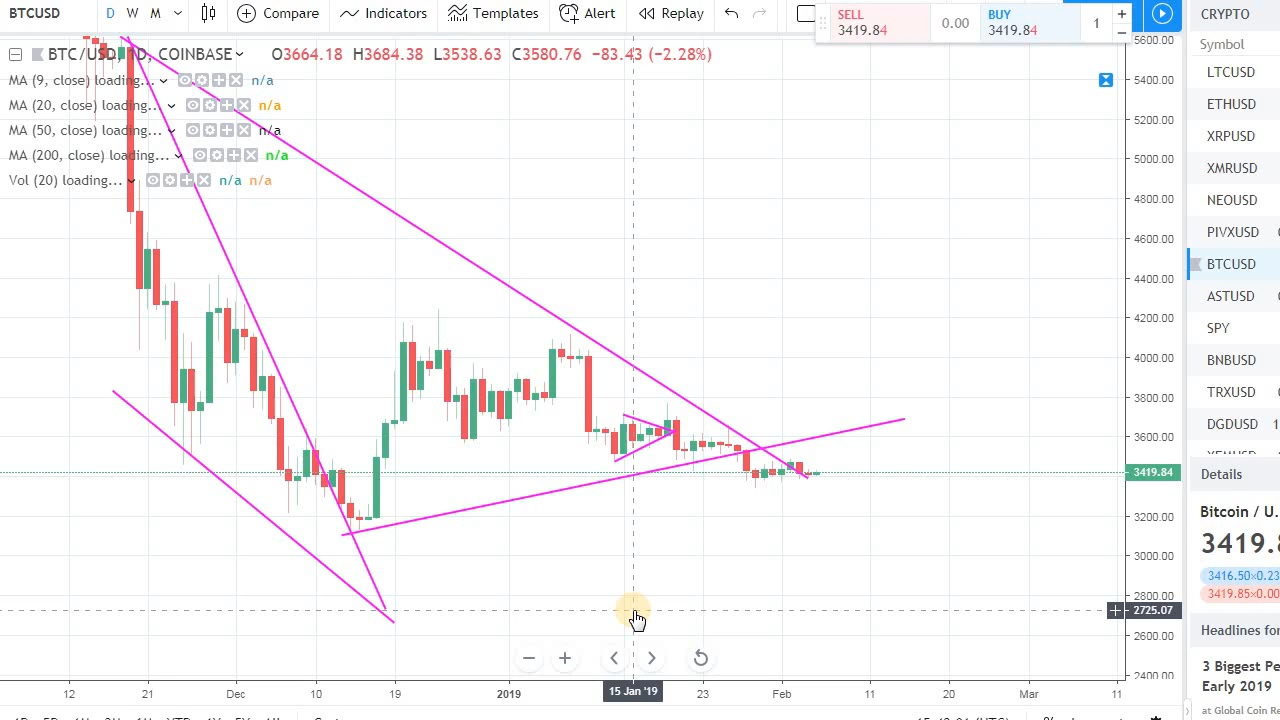 BTCUSD D W M Compare Indicators Templates Alert Replay
SELL 3419.84 0.00 BUY 3419.84 1
CRYPTO
Symbol
BTC/USD, 1D, COINBASE O3664.18 H3684.38 L3538.63 C3580.76 −83.43 (−2.28%)
MA (9, close) loading... n/a
MA (20, close) loading... n/a
MA (50, close) loading... n/a
MA (200, close) loading... n/a
Vol (20) loading... n/a n/a
5600.00
5400.00
5200.00
5000.00
4800.00
4600.00
4400.00
4200.00
4000.00
3800.00
3600.00
3419.84
3200.00
3000.00
2800.00
2725.07
2600.00
2400.00
12 21 Dec 10 19 2019 15 Jan '19 23 Feb 11 20 Mar 11
LTCUSD
ETHUSD
XRPUSD
XMRUSD
NEOUSD
PIVXUSD
BTCUSD
ASTUSD
SPY
BNBUSD
TRXUSD
DGDUSD
Details
Bitcoin / U.
3419.8
3416.50×0.23
3419.85×0.00
Headlines for
3 Biggest Pe
Early 2019
at Global Coin Re